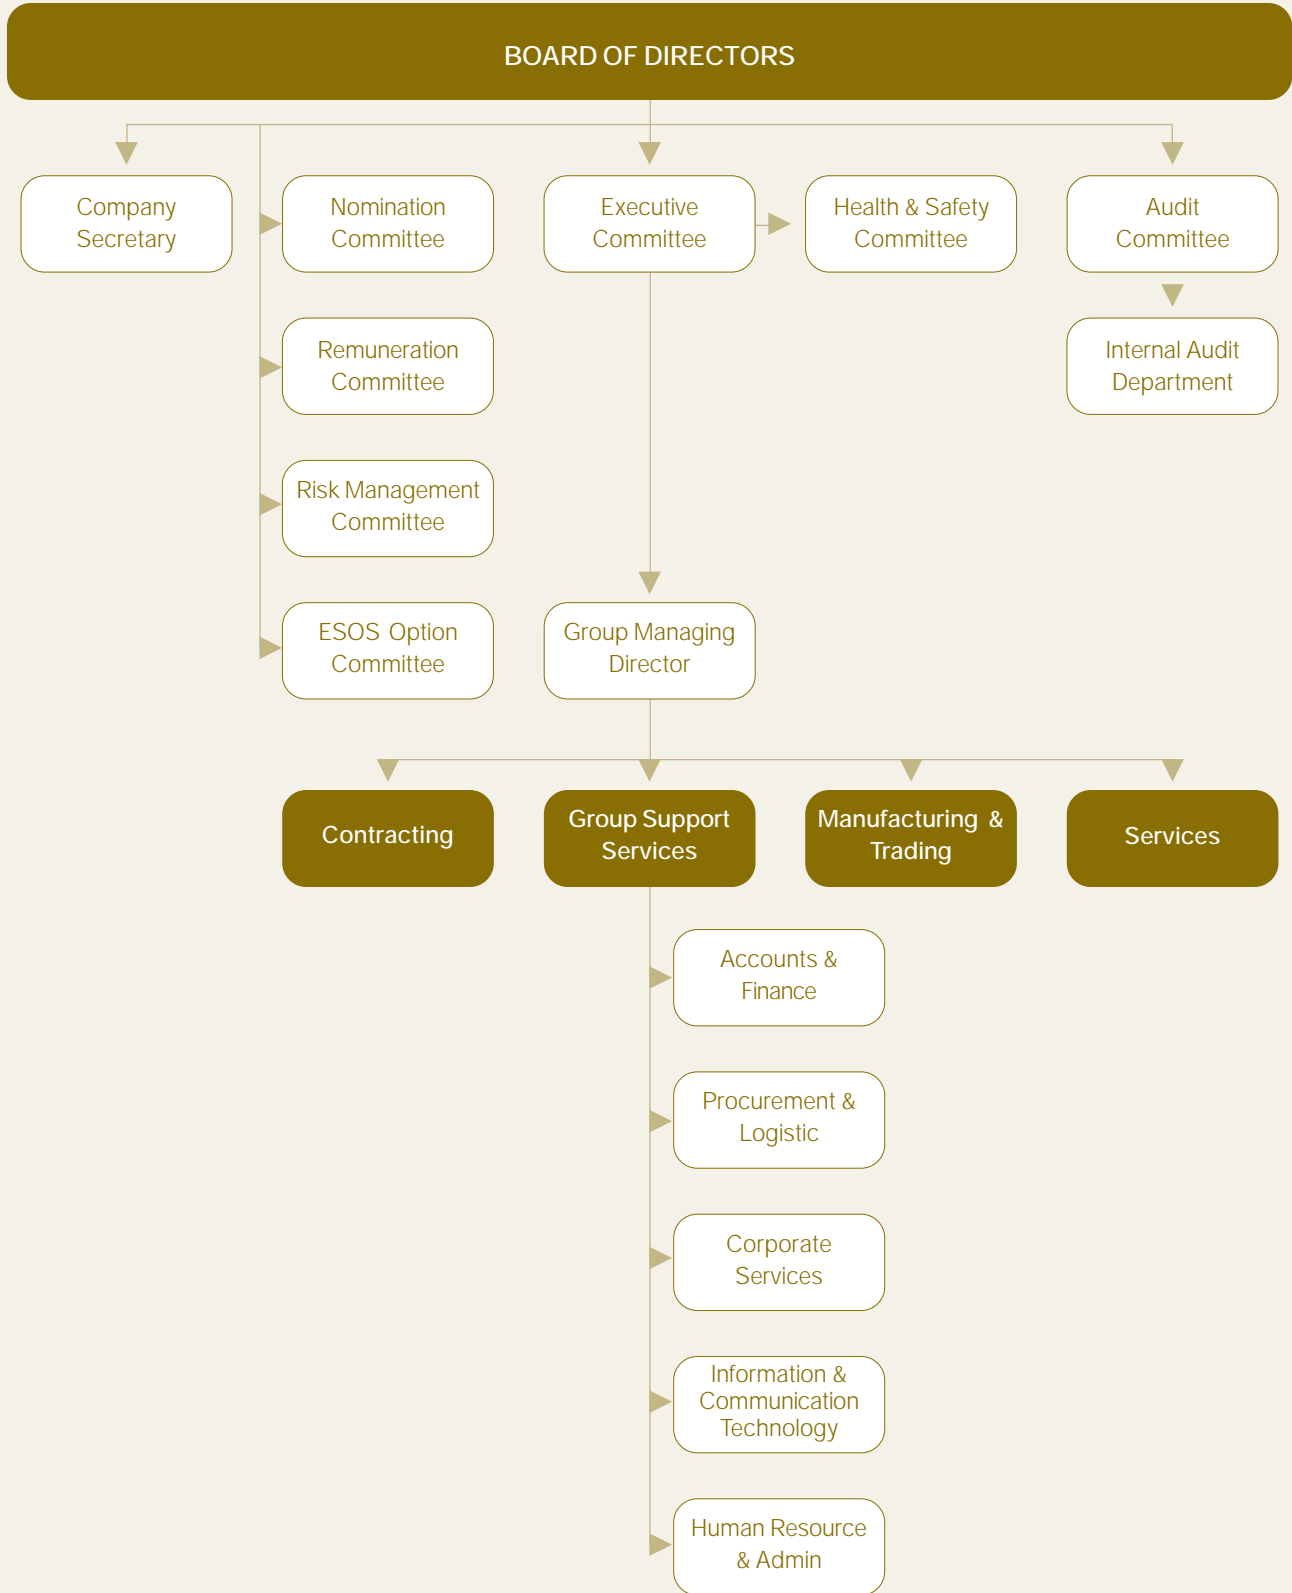 BOARD OF DIRECTORS
Company
Secretary
Nomination
Committee
Executive
Committee
Health & Safety
Committee
Audit
Committee
Remuneration
Committee
Internal Audit
Department
Risk Management
Committee
ESOS Option
Committee
Group Managing
Director
Contracting
Group Support
Services
Manufacturing &
Trading
Services
Accounts &
Finance
Procurement &
Logistic
Corporate
Services
Information &
Communication
Technology
Human Resource
& Admin